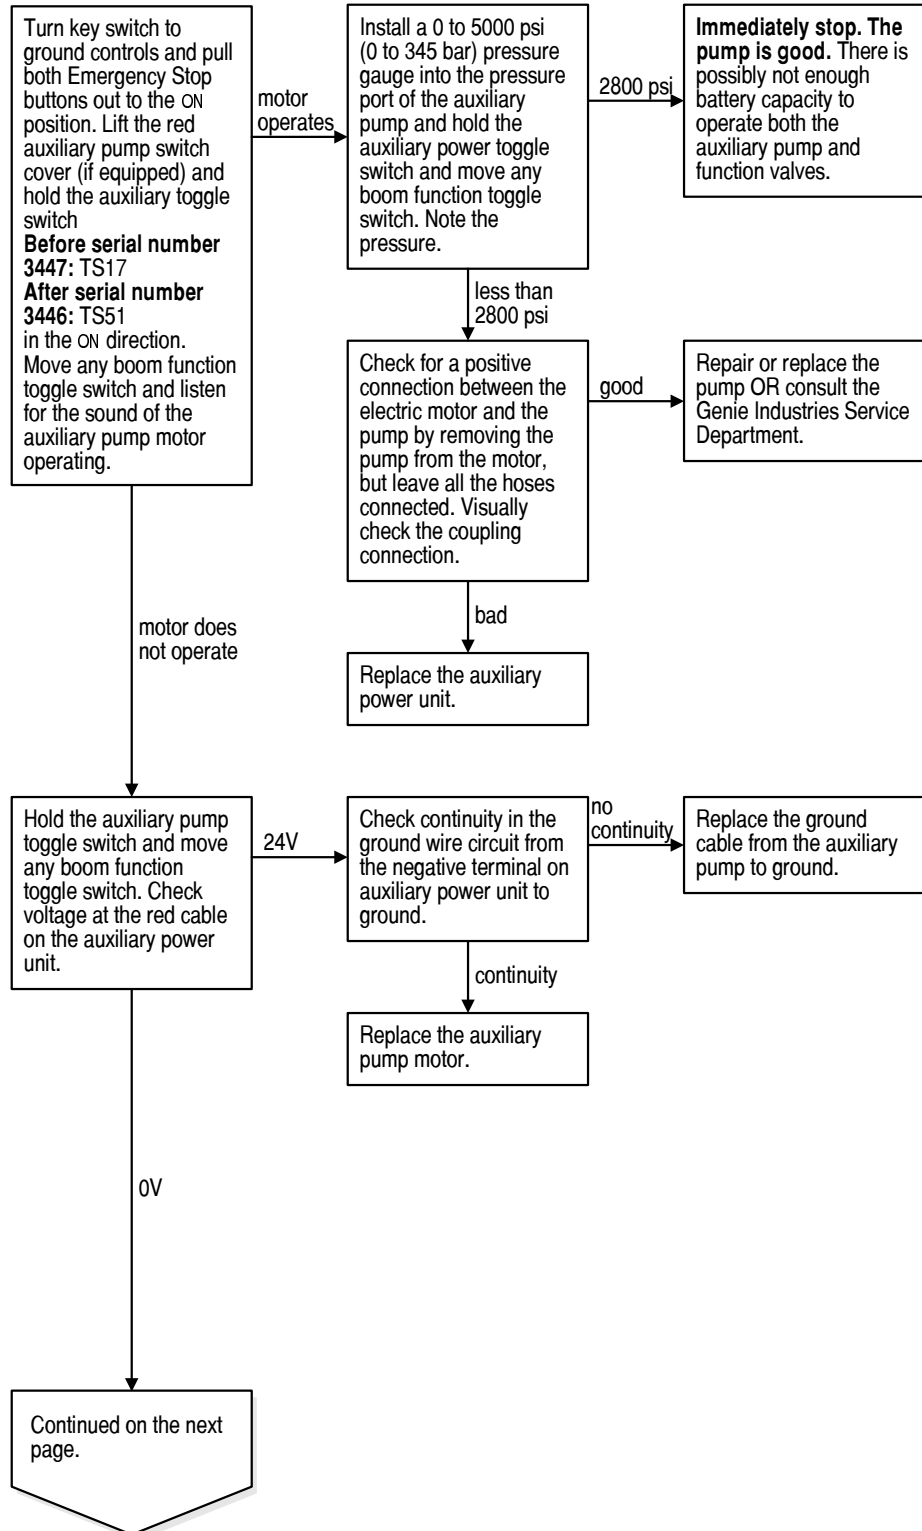 Turn key switch to
ground controls and pull
both Emergency Stop
buttons out to the ON
position. Lift the red
auxiliary pump switch
cover (if equipped) and
hold the auxiliary toggle
switch
Before serial number
3447: TS17
After serial number
3446: TS51
in the ON direction.
Move any boom function
toggle switch and listen
for the sound of the
auxiliary pump motor
operating.
motor
operates
Install a 0 to 5000 psi
(0 to 345 bar) pressure
gauge into the pressure
port of the auxiliary
pump and hold the
auxiliary power toggle
switch and move any
boom function toggle
switch. Note the
pressure.
2800 psi
Immediately stop. The
pump is good. There is
possibly not enough
battery capacity to
operate both the
auxiliary pump and
function valves.
less than
2800 psi
Check for a positive
connection between the
electric motor and the
pump by removing the
pump from the motor,
but leave all the hoses
connected. Visually
check the coupling
connection.
good
Repair or replace the
pump OR consult the
Genie Industries Service
Department.
bad
Replace the auxiliary
power unit.
motor does
not operate
Hold the auxiliary pump
toggle switch and move
any boom function
toggle switch. Check
voltage at the red cable
on the auxiliary power
unit.
24V
Check continuity in the
ground wire circuit from
the negative terminal on
auxiliary power unit to
ground.
no
continuity
Replace the ground
cable from the auxiliary
pump to ground.
continuity
Replace the auxiliary
pump motor.
0V
Continued on the next
page.